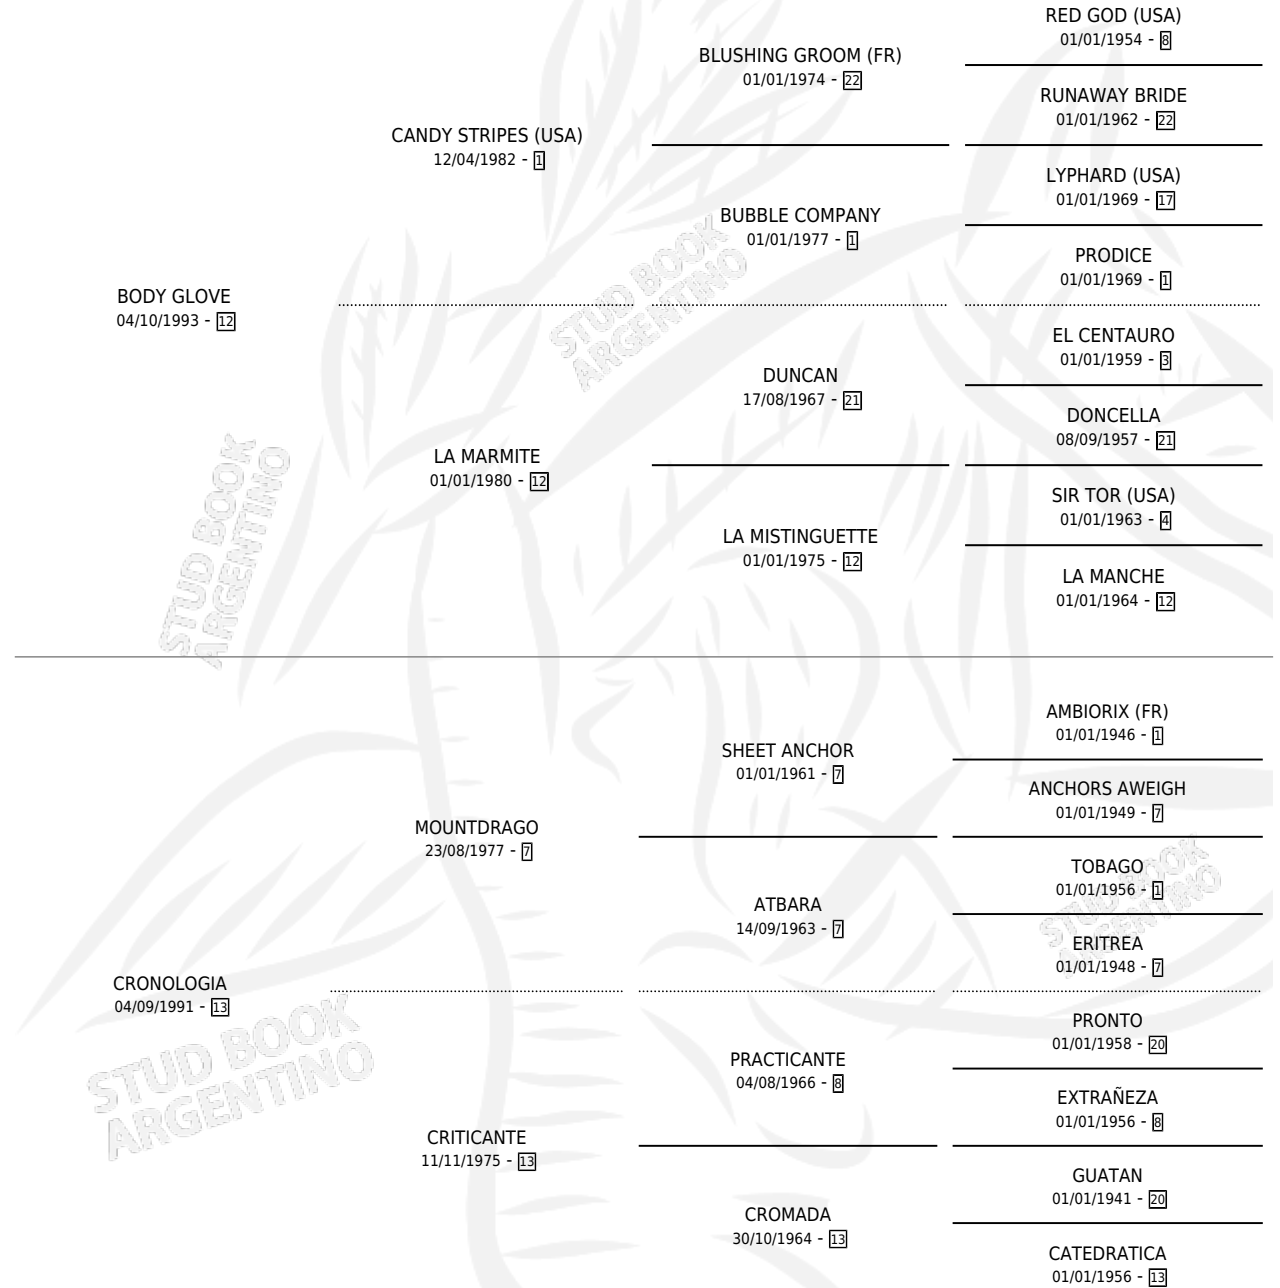 RED GOD (USA)
01/01/1954 - 8
BLUSHING GROOM (FR)
01/01/1974 - 22
RUNAWAY BRIDE
01/01/1962 - 22
CANDY STRIPES (USA)
12/04/1982 - 1
LYPHARD (USA)
01/01/1969 - 17
BUBBLE COMPANY
01/01/1977 - 1
PRODICE
01/01/1969 - 1
BODY GLOVE
04/10/1993 - 12
STUD BOOK
ARGENTINO
EL CENTAURO
01/01/1959 - 3
DUNCAN
17/08/1967 - 21
DONCELLA
08/09/1957 - 21
LA MARMITE
01/01/1980 - 12
SIR TOR (USA)
01/01/1963 - 4
LA MISTINGUETTE
01/01/1975 - 12
LA MANCHE
01/01/1964 - 12
STUD BOOK
ARGENTINO
AMBIORIX (FR)
01/01/1946 - 1
SHEET ANCHOR
01/01/1961 - 7
ANCHORS AWEIGH
01/01/1949 - 7
MOUNTDRAGO
23/08/1977 - 7
TOBAGO
01/01/1956 - 1
ATBARA
14/09/1963 - 7
STUD BOOK
ARGENTINO
ERITREA
01/01/1948 - 7
CRONOLOGIA
04/09/1991 - 13
PRONTO
01/01/1958 - 20
PRACTICANTE
04/08/1966 - 8
EXTRAÑEZA
01/01/1956 - 8
STUD BOOK
ARGENTINO
CRITICANTE
11/11/1975 - 13
GUATAN
01/01/1941 - 20
CROMADA
30/10/1964 - 13
CATEDRATICA
01/01/1956 - 13